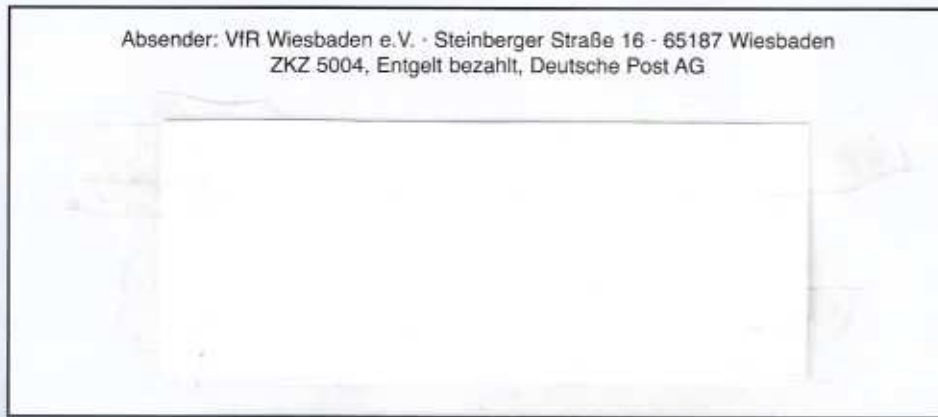 Absender: VfR Wiesbaden e.V. · Steinberger Straße 16 · 65187 Wiesbaden
ZKZ 5004, Entgelt bezahlt, Deutsche Post AG